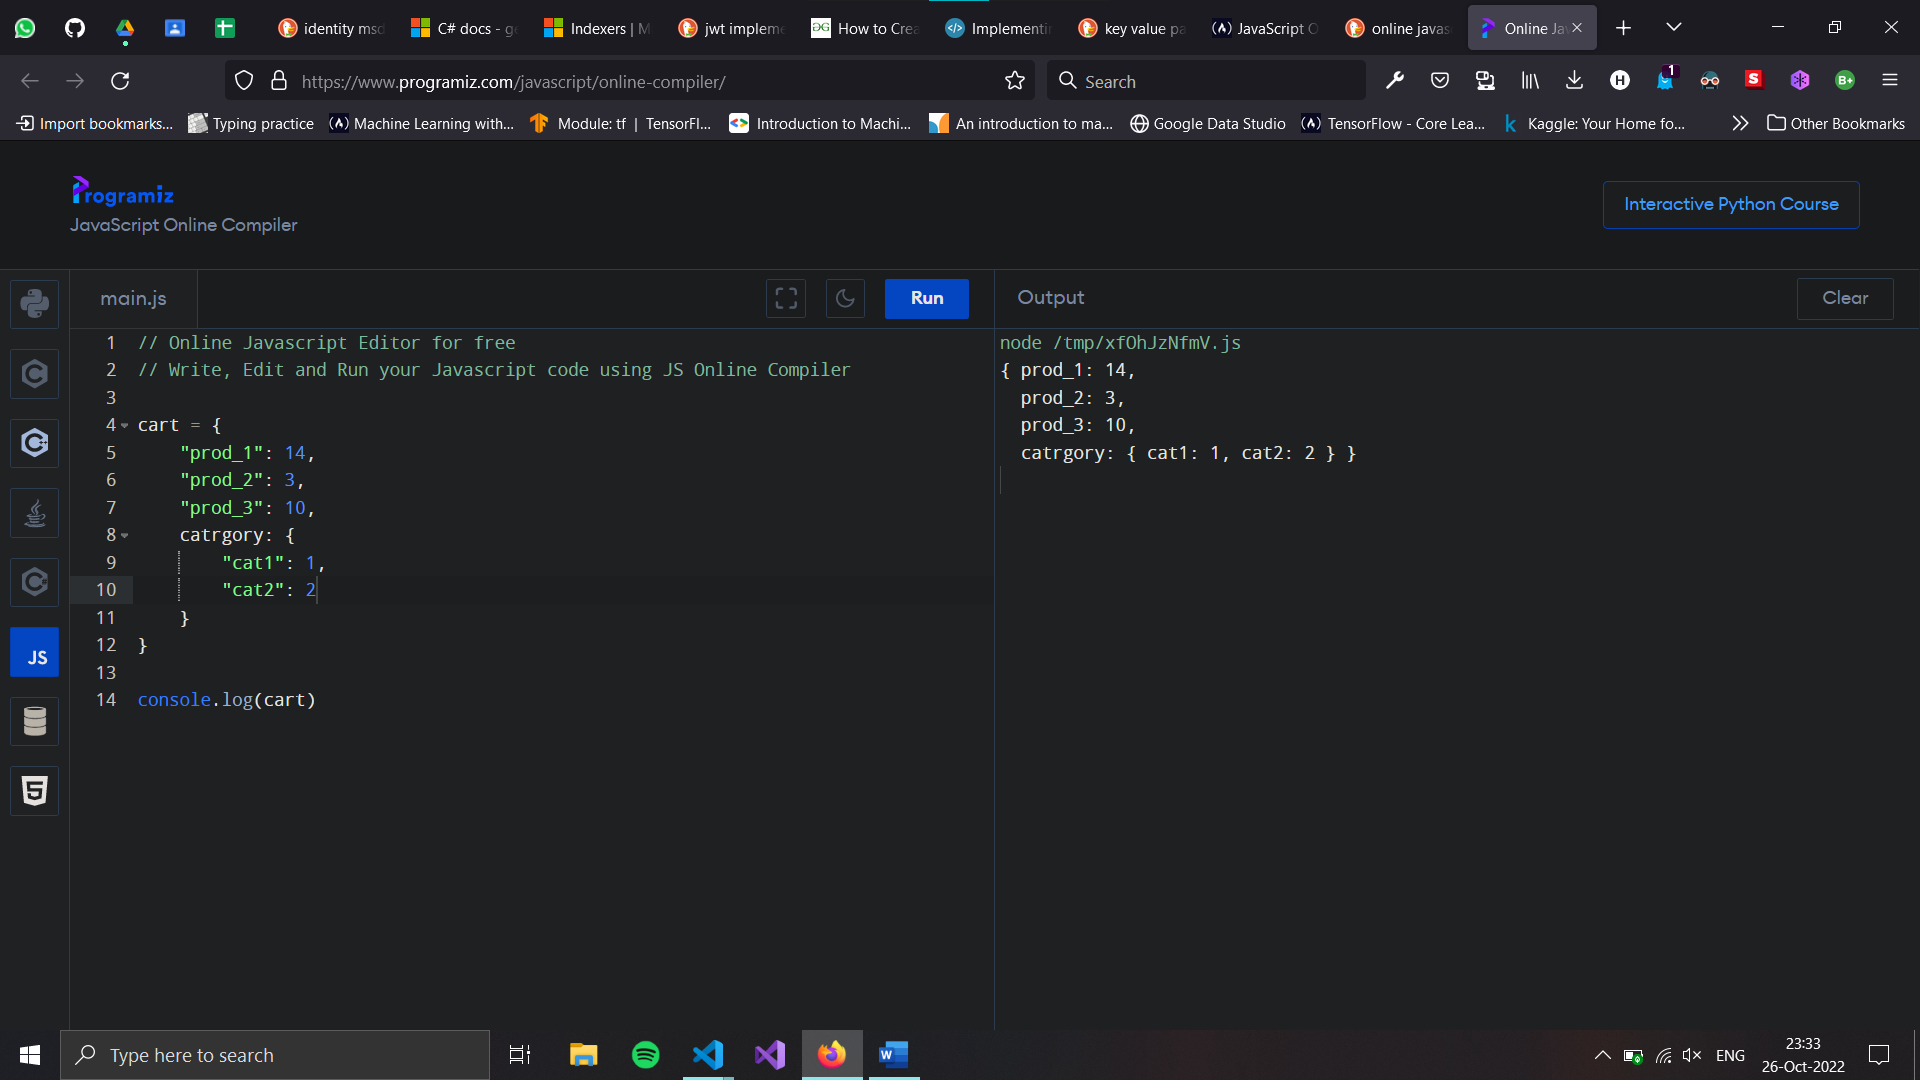 identity msd
C# docs - ge
Indexers | M
jwt impleme
How to Crea
Implementin
key value pa
JavaScript O
online javas
Online Jav
https://www.programiz.com/javascript/online-compiler/
Search
1
Import bookmarks...
Typing practice
Machine Learning with...
Module: tf | TensorFl...
Introduction to Machi...
An introduction to ma...
Google Data Studio
TensorFlow - Core Lea...
Kaggle: Your Home fo...
Other Bookmarks
Programiz
JavaScript Online Compiler
Interactive Python Course
main.js
Run
Output
Clear
1 // Online Javascript Editor for free
2 // Write, Edit and Run your Javascript code using JS Online Compiler
3
4 cart = {
5 "prod_1": 14,
6 "prod_2": 3,
7 "prod_3": 10,
8 catrgory: {
9 "cat1": 1,
10 "cat2": 2
11 }
12 }
13
14 console.log(cart)
node /tmp/xfOhJzNfmV.js
{ prod_1: 14,
prod_2: 3,
prod_3: 10,
catrgory: { cat1: 1, cat2: 2 } }
JS
Type here to search
ENG
23:33
26-Oct-2022